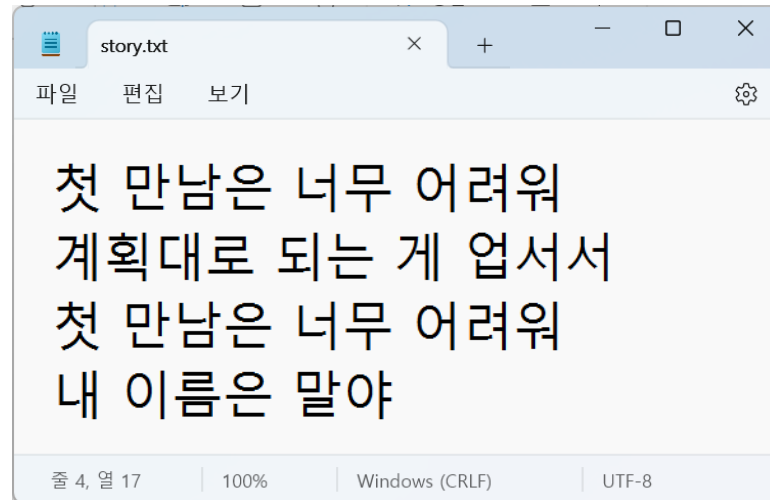 story.txt
파일 편집 보기
첫 만남은 너무 어려워
계획대로 되는 게 업서서
첫 만남은 너무 어려워
내 이름은 말야
줄 4, 열 17 100% Windows (CRLF) UTF-8